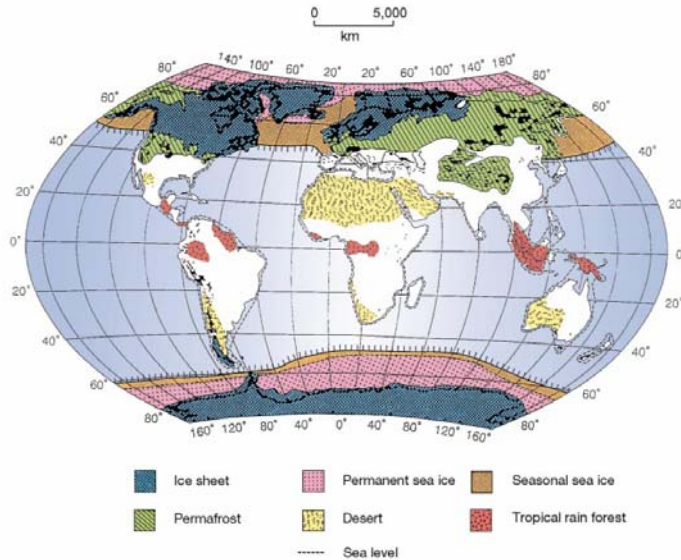 0 5,000
km
140° 100° 60° 20° 20° 60° 100° 140° 180°
80° 80°
60° 60°
40° 40°
20° 20°
0° 0°
20° 20°
40° 40°
60° 60°
80° 80°
160° 120° 80° 40° 0° 40° 80° 120° 160°
Ice sheet Permanent sea ice Seasonal sea ice
Permafrost Desert Tropical rain forest
Sea level